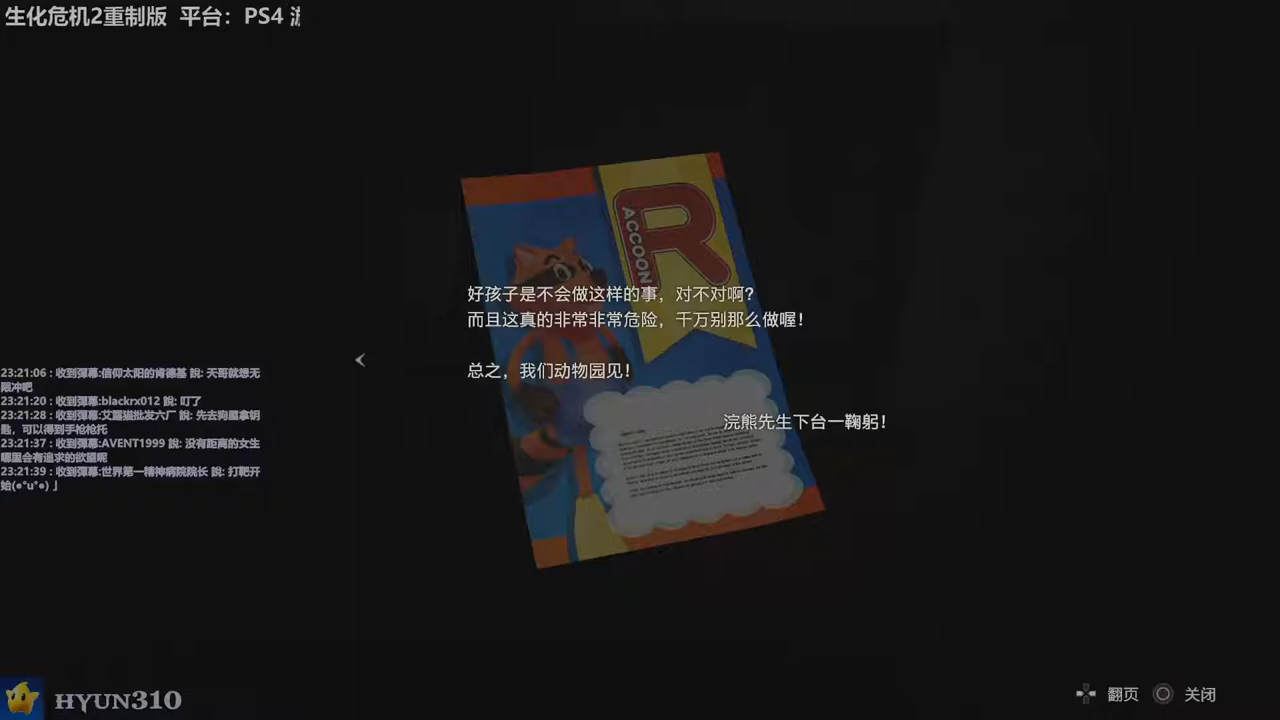 生化危机2重制版 平台：PS4
R
ACCOON
好孩子是不会做这样的事，对不对啊？
而且这真的非常非常危险，千万别那么做喔！
总之，我们动物园见！
浣熊先生下台一鞠躬！
23:21:06 : 收到彈幕:信仰太阳的肯德基 說: 天哥就想无
限冲吧
23:21:20 : 收到彈幕:blackrx012 說: 叮了
23:21:28 : 收到彈幕:艾露猫批发六厂 說: 先去狗屋拿钥
匙，可以得到手枪枪托
23:21:37 : 收到彈幕:AVENT1999 說: 没有距离的女生
哪里会有追求的欲望呢
23:21:39 : 收到彈幕:世界第一精神病院院长 說: 打靶开
始(●°u°●) 」
HYUN310
翻页
关闭